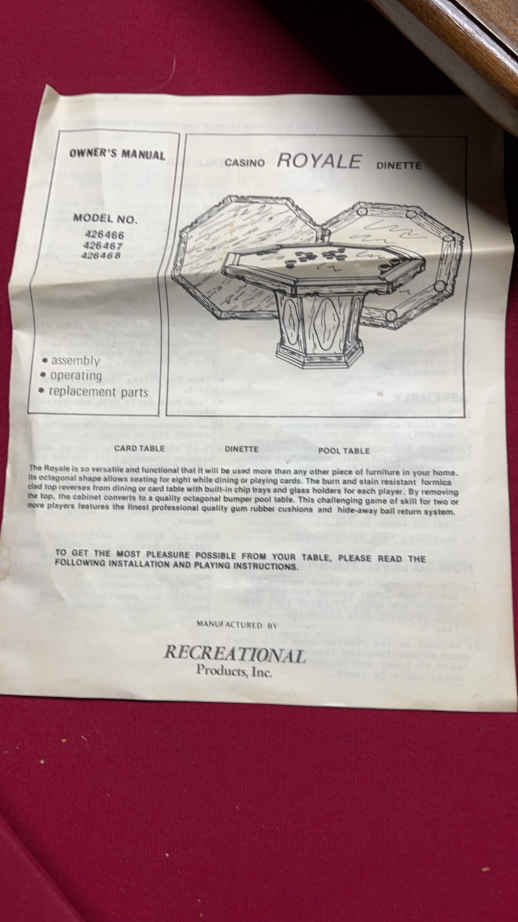 OWNER'S MANUAL
MODEL NO.
426466
426467
426468
• assembly
• operating
• replacement parts
CASINO ROYALE DINETTE
CARD TABLE DINETTE POOL TABLE
The Royale is so versatile and functional that it will be used more than any other piece of furniture in your home.
Its octagonal shape allows seating for eight while dining or playing cards. The burn and stain resistant formica
clad top reverses from dining or card table with built-in chip trays and glass holders for each player. By removing
the top, the cabinet converts to a quality octagonal bumper pool table. This challenging game of skill for two or
more players features the finest professional quality gum rubber cushions and hide-away ball return system.
TO GET THE MOST PLEASURE POSSIBLE FROM YOUR TABLE, PLEASE READ THE
FOLLOWING INSTALLATION AND PLAYING INSTRUCTIONS.
MANUFACTURED BY
RECREATIONAL
Products, Inc.